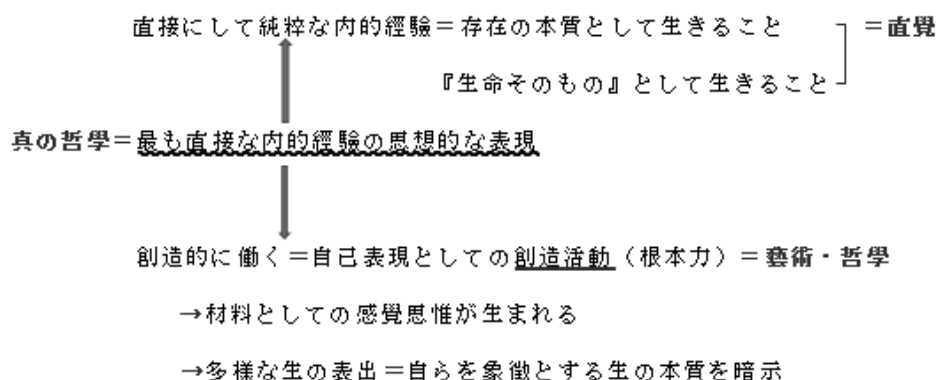 直接にして純粋な内的經驗＝存在の本質として生きること ＝直覺
『生命そのもの』として生きること
真の哲學＝最も直接な内的經驗の思想的な表現
創造的に働く＝自己表現としての創造活動（根本力）＝藝術・哲學
→材料としての感覺思惟が生まれる
→多様な生の表出＝自らを象徴とする生の本質を暗示